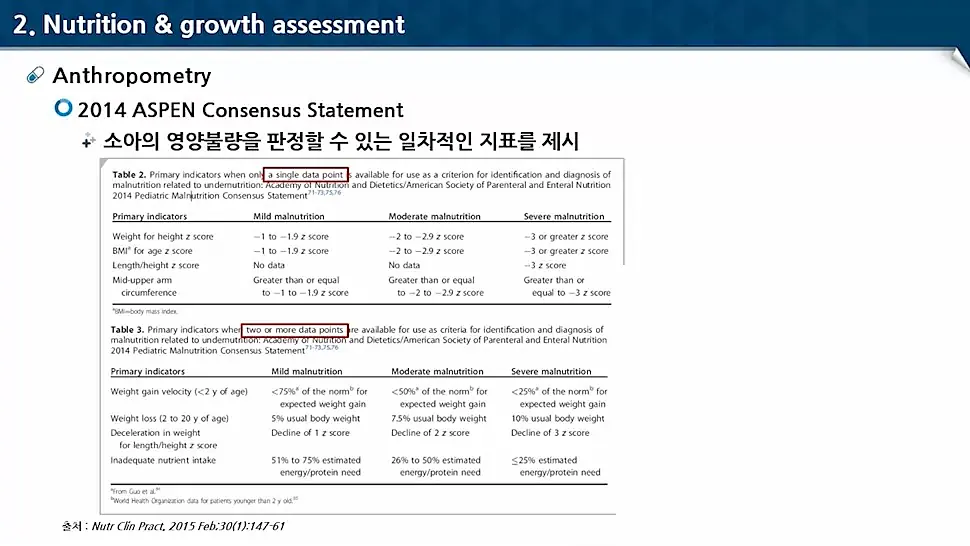 2. Nutrition & growth assessment
Anthropometry
2014 ASPEN Consensus Statement
소아의 영양불량을 판정할 수 있는 일차적인 지표를 제시
Table 2. Primary indicators when only a single data point is available for use as a criterion for identification and diagnosis of
malnutrition related to undernutrition: Academy of Nutrition and Dietetics/American Society of Parenteral and Enteral Nutrition
2014 Pediatric Malnutrition Consensus Statement71-73,75,76
Primary indicators Mild malnutrition Moderate malnutrition Severe malnutrition
Weight for height z score −1 to −1.9 z score −2 to −2.9 z score −3 or greater z score
BMIa for age z score −1 to −1.9 z score −2 to −2.9 z score −3 or greater z score
Length/height z score No data No data −3 z score
Mid-upper arm Greater than or equal Greater than or equal Greater than or
circumference to −1 to −1.9 z score to −2 to −2.9 z score equal to −3 z score
aBMI=body mass index.
Table 3. Primary indicators when two or more data points are available for use as criteria for identification and diagnosis of
malnutrition related to undernutrition: Academy of Nutrition and Dietetics/American Society of Parenteral and Enteral Nutrition
2014 Pediatric Malnutrition Consensus Statement71-73,75,76
Primary indicators Mild malnutrition Moderate malnutrition Severe malnutrition
Weight gain velocity (<2 y of age) <75%a of the normb for <50%a of the normb for <25%a of the normb for
expected weight gain expected weight gain expected weight gain
Weight loss (2 to 20 y of age) 5% usual body weight 7.5% usual body weight 10% usual body weight
Deceleration in weight Decline of 1 z score Decline of 2 z score Decline of 3 z score
for length/height z score
Inadequate nutrient intake 51% to 75% estimated 26% to 50% estimated ≤25% estimated
energy/protein need energy/protein need energy/protein need
aFrom Guo et al.
bWorld Health Organization data for patients younger than 2 y old.
출처 : Nutr Clin Pract. 2015 Feb;30(1):147-61